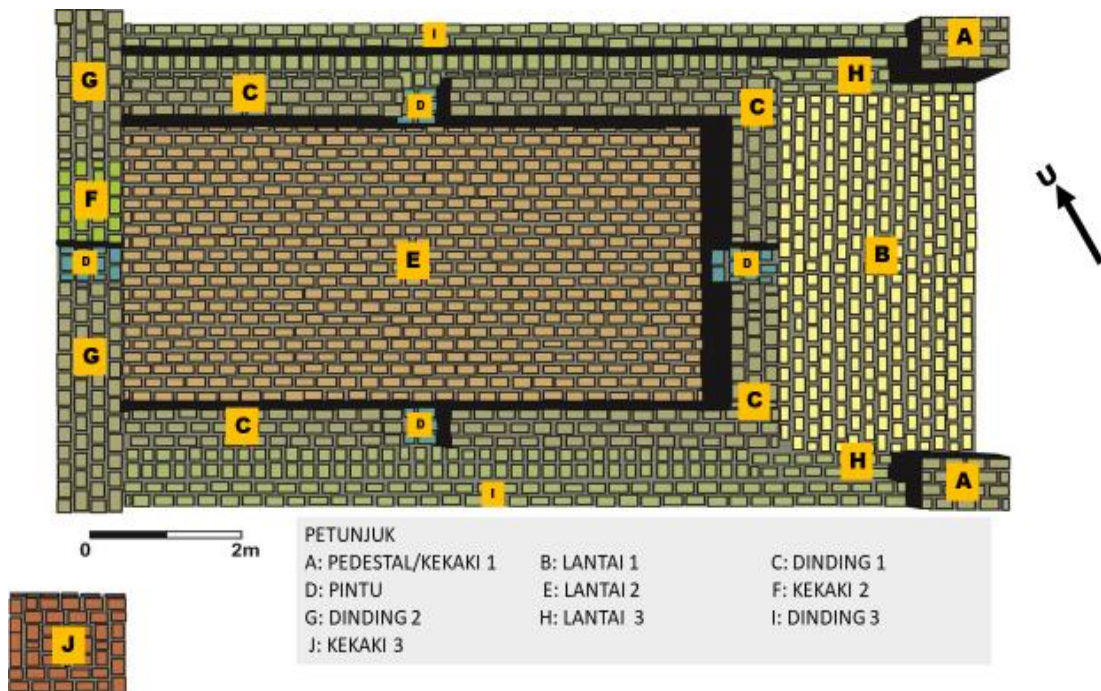 I
A
G
H
C
D
C
F
U
D
E
D
B
G
C
C
D
H
I
A
0 2m
PETUNJUK
A: PEDESTAL/KEKAKI 1 B: LANTAI 1 C: DINDING 1
D: PINTU E: LANTAI 2 F: KEKAKI 2
G: DINDING 2 H: LANTAI 3 I: DINDING 3
J: KEKAKI 3
J